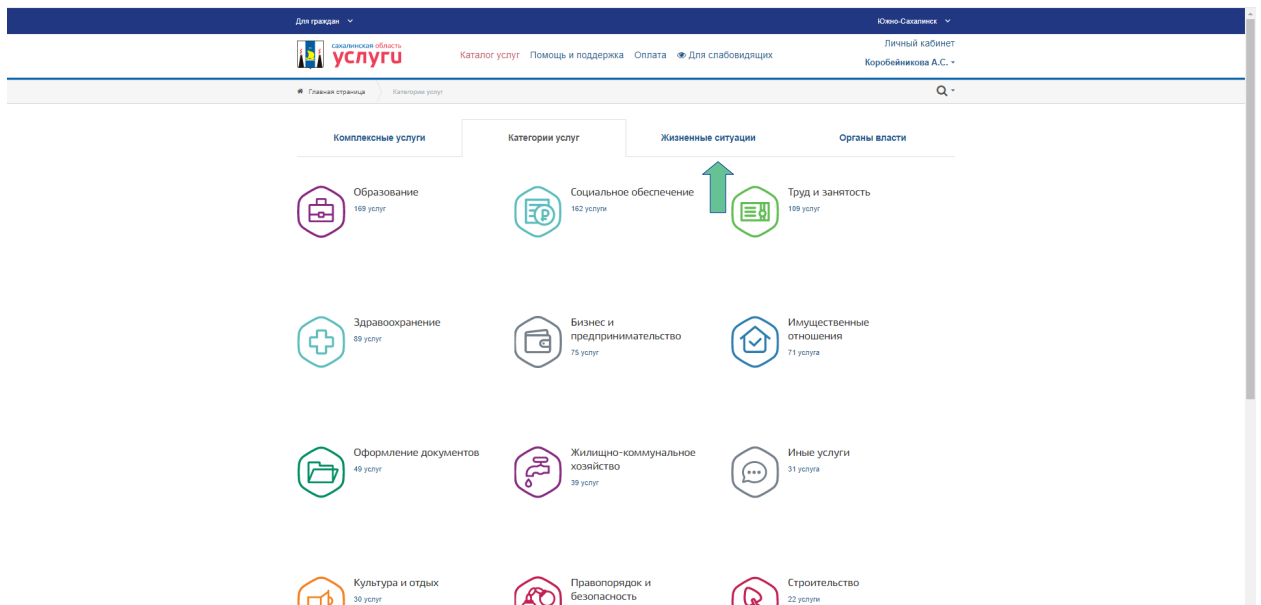 Для граждан
Южно-Сахалинск
сахалинская область
услуги
Каталог услуг Помощь и поддержка Оплата Для слабовидящих
Личный кабинет
Коробейникова А.С.
Главная страница Категории услуг
Комплексные услуги Категории услуг Жизненные ситуации Органы власти
Образование
169 услуг
Социальное обеспечение
162 услуги
Труд и занятость
109 услуг
Здравоохранение
89 услуг
Бизнес и
предпринимательство
75 услуг
Имущественные
отношения
71 услуга
Оформление документов
49 услуг
Жилищно-коммунальное
хозяйство
39 услуг
Иные услуги
31 услуга
Культура и отдых
30 услуг
Правопорядок и
безопасность
Строительство
22 услуги